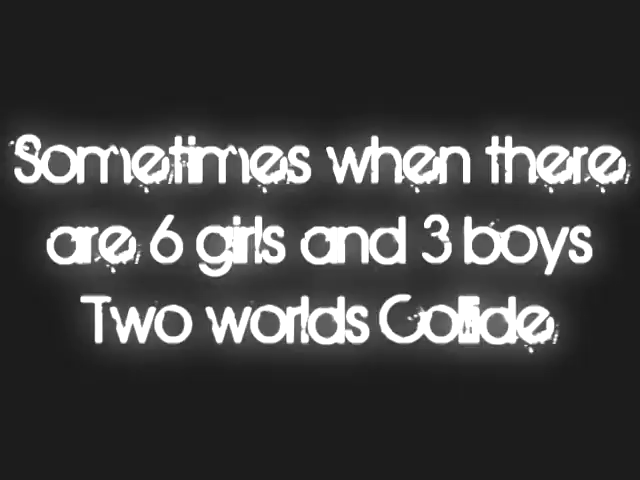 Sometimes when there
are 6 girls and 3 boys
Two worlds Collide